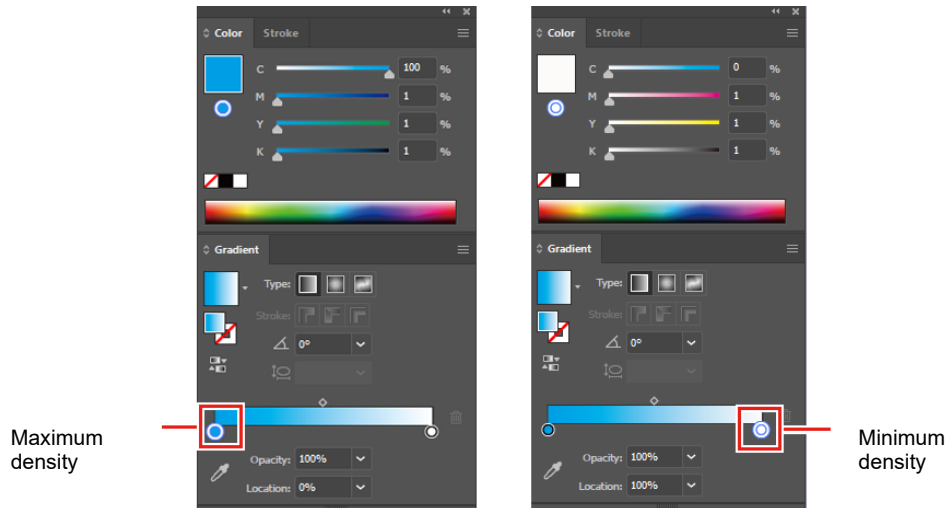 Color Stroke
C 100 %
M 1 %
Y 1 %
K 1 %
Gradient
Type:
Stroke:
0°
Opacity: 100%
Location: 0%
Maximum
density
Color Stroke
C 0 %
M 1 %
Y 1 %
K 1 %
Gradient
Type:
Stroke:
0°
Opacity: 100%
Location: 100%
Minimum
density